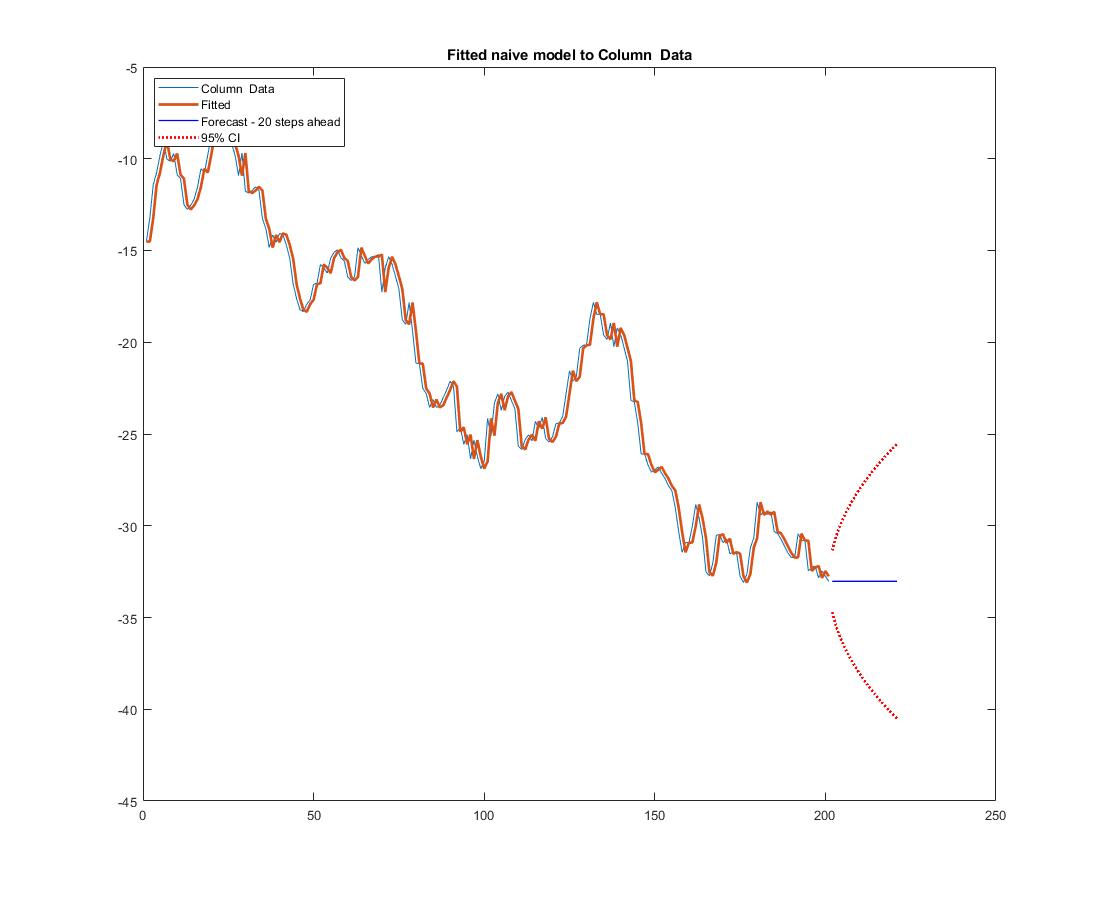 Fitted naive model to Column  Data
Column  Data
Fitted
Forecast - 20 steps ahead
95% CI
-5
-10
-15
-20
-25
-30
-35
-40
-45
0 50 100 150 200 250